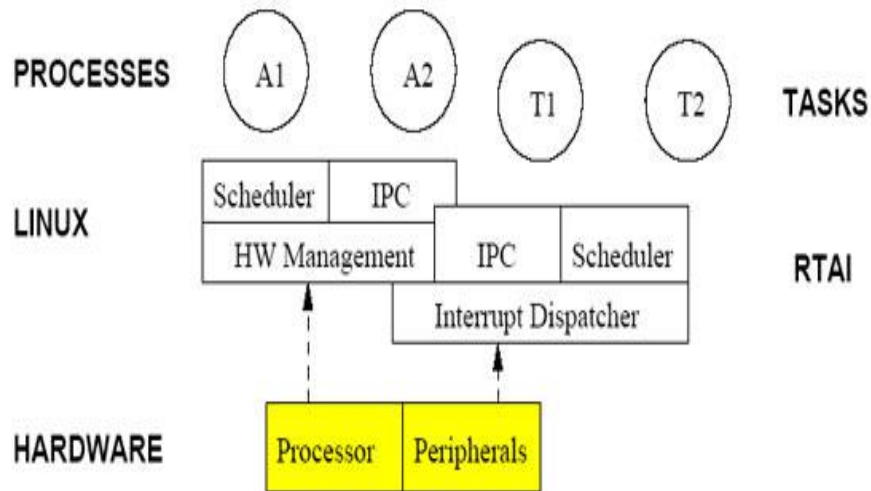 PROCESSES
A1
A2
T1
T2
TASKS
Scheduler
IPC
LINUX
HW Management
IPC
Scheduler
RTAI
Interrupt Dispatcher
HARDWARE
Processor
Peripherals